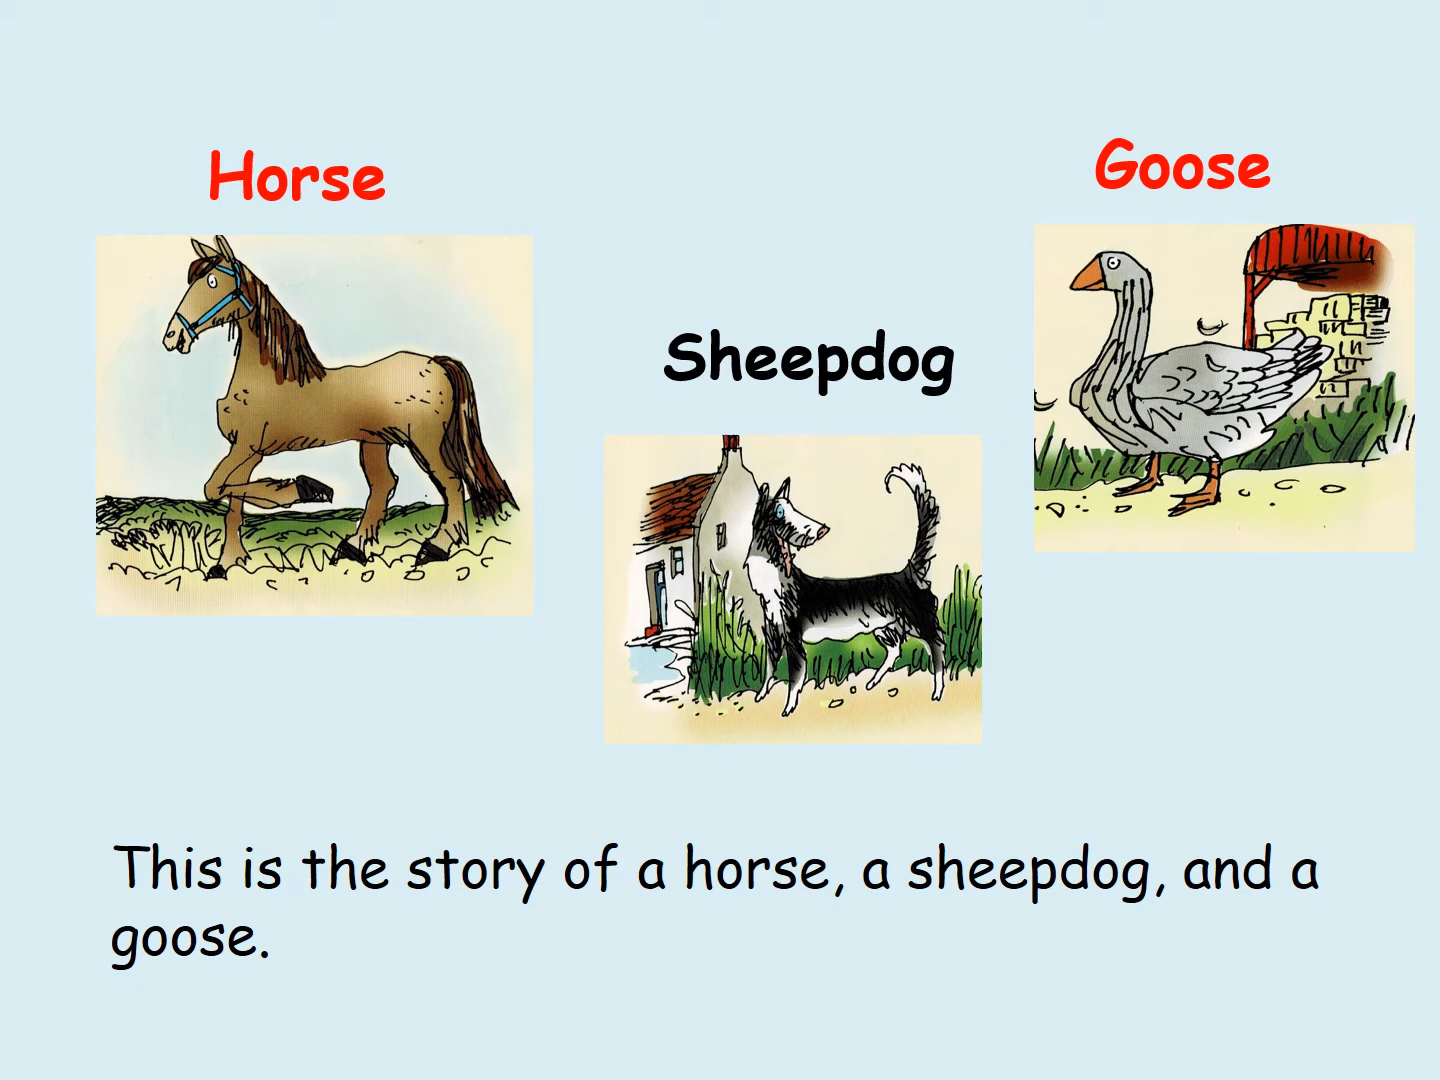 Horse
Goose
Sheepdog
This is the story of a horse, a sheepdog, and a
goose.